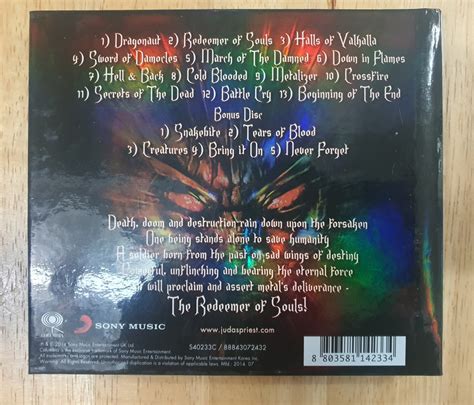 1) Dragonaut 2) Redeemer of Souls 3) Halls of Valhalla
4) Sword of Damocles 5) March of The Damned 6) Down in Flames
7) Hell & Back 8) Cold Blooded 9) Metalizer 10) Crossfire
11) Secrets of The Dead 12) Battle Cry 13) Beginning of The End
Bonus Disc
1) Snakebite 2) Tears of Blood
3) Creatures 4) Bring it On 5) Never Forget
Death, doom and destruction rain down upon the forsaken
One being stands alone to save humanity
A soldier born from the past on sad wings of destiny
Powerful, unflinching and bearing the eternal force
will proclaim and assert metal's deliverance -
The Redeemer of Souls!
SONY MUSIC
www.judaspriest.com
S40233C / 88843072432
8 803581 142334